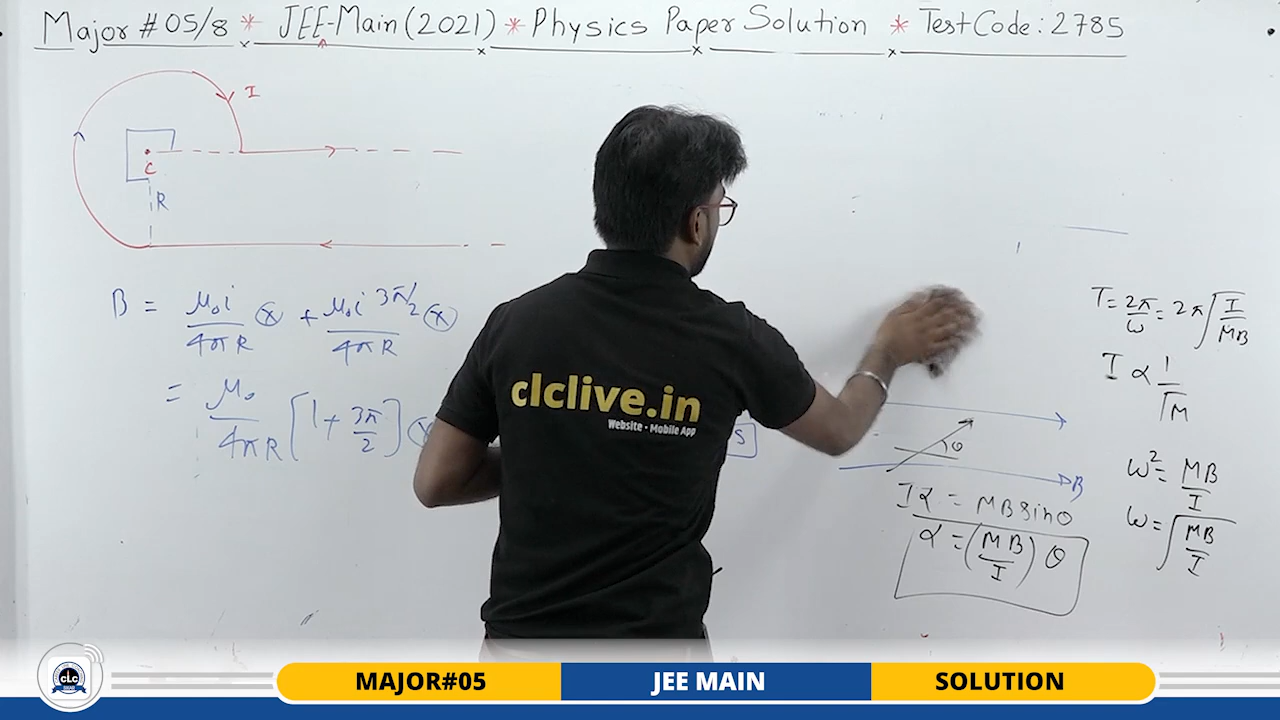 Major # 05/8 * JEE-Main (2021) * Physics Paper Solution * Test Code: 2785
I
C
R
B = μ₀i/4πR ⊗ + μ₀i 3π/2/4πR ⊗
= μ₀/4πR [1 + 3π/2]
T = 2π/ω = 2π√(I/MB)
I α 1/√M
ω² = MB/I
ω = √(MB/I)
θ
B
Iα = MB sinθ
α = (MB/I) θ
S
clclive.in
Website • Mobile App
CLC
SIKAR
MAJOR#05 JEE MAIN SOLUTION